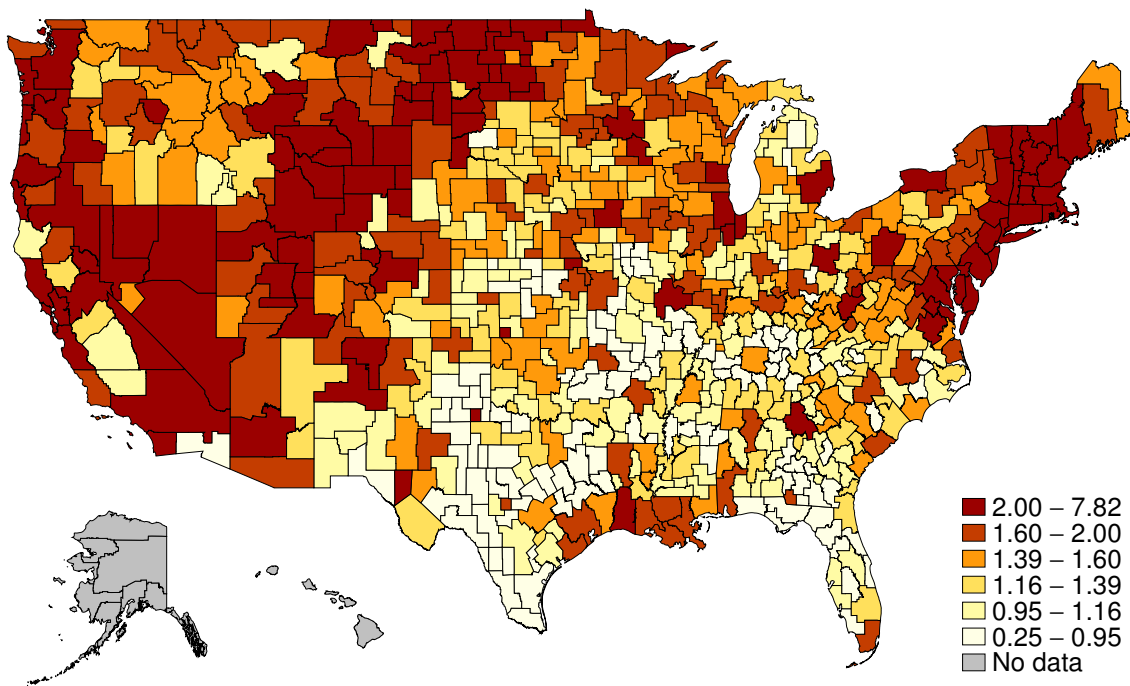 2.00 – 7.82
1.60 – 2.00
1.39 – 1.60
1.16 – 1.39
0.95 – 1.16
0.25 – 0.95
No data